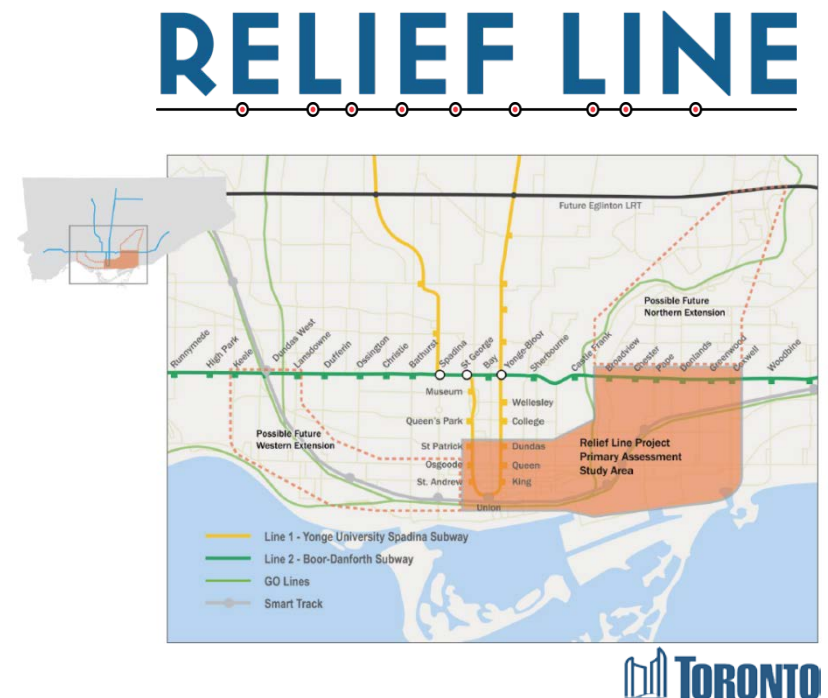 RELIEF LINE
Future Eglinton LRT
Possible Future
Northern Extension
Runnymede
High Park
Keele
Dundas West
Lansdowne
Dufferin
Ossington
Christie
Bathurst
Spadina
St George
Bay
Yonge-Bloor
Sherbourne
Castle Frank
Broadview
Chester
Pape
Donlands
Greenwood
Coxwell
Woodbine
Museum
Wellesley
Queen's Park
College
Possible Future
Western Extension
St Patrick
Dundas
Relief Line Project
Primary Assessment
Study Area
Osgoode
Queen
St. Andrew
King
Union
Line 1 - Yonge University Spadina Subway
Line 2 - Boor-Danforth Subway
GO Lines
Smart Track
TORONTO